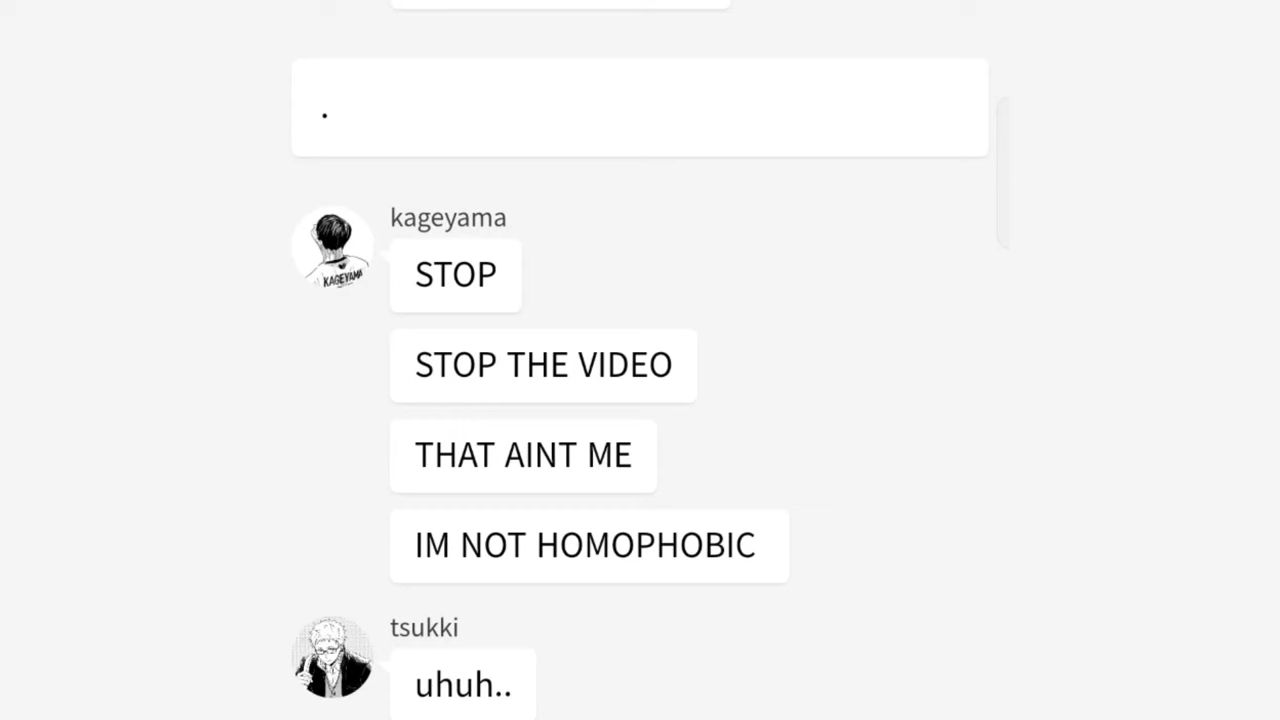 .
kageyama
KAGEYAMA
STOP
STOP THE VIDEO
THAT AINT ME
IM NOT HOMOPHOBIC
tsukki
uhuh..